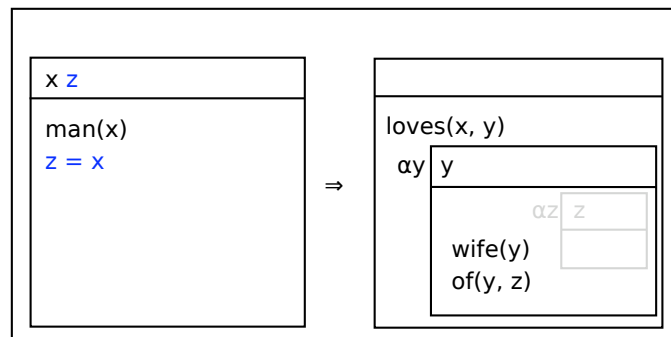 x z
man(x)
z = x
⇒
loves(x, y)
αy y
αz z
wife(y)
of(y, z)